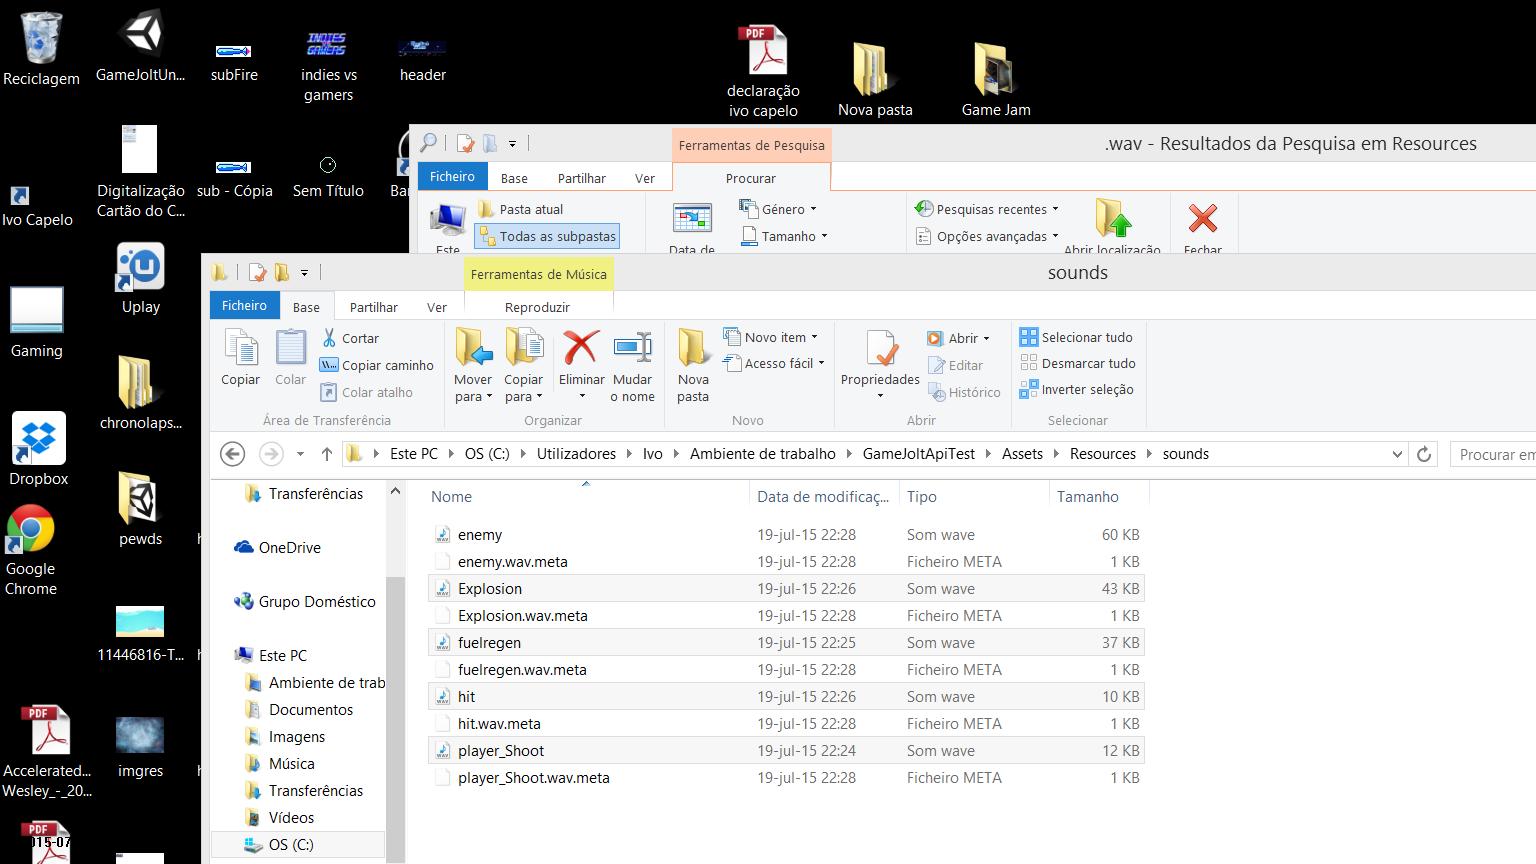 Reciclagem
GameJoltUn...
subFire
indies vs
gamers
header
INDIES
GAMERS
declaração
ivo capelo
Nova pasta
Game Jam
Ivo Capelo
Digitalização
Cartão do C...
sub - Cópia
Sem Título
Uplay
Gaming
chronolaps...
Dropbox
pewds
Google
Chrome
11446816-T...
Accelerated...
Wesley_-_20...
imgres
PDF
PDF
PDF
015-07
.wav - Resultados da Pesquisa em Resources
Ferramentas de Pesquisa
Ficheiro
Base
Partilhar
Ver
Procurar
Este
Pasta atual
Todas as subpastas
Data de
Género
Tamanho
Pesquisas recentes
Opções avançadas
Abrir localização
Fechar
Ferramentas de Música
sounds
Ficheiro
Base
Partilhar
Ver
Reproduzir
Copiar
Colar
Cortar
Copiar caminho
Colar atalho
Área de Transferência
Mover
para
Copiar
para
Eliminar
Mudar
o nome
Organizar
Nova
pasta
Novo item
Acesso fácil
Novo
Propriedades
Abrir
Editar
Histórico
Abrir
Selecionar tudo
Desmarcar tudo
Inverter seleção
Selecionar
Este PC
OS (C:)
Utilizadores
Ivo
Ambiente de trabalho
GameJoltApiTest
Assets
Resources
sounds
Procurar em
Transferências
OneDrive
Grupo Doméstico
Este PC
Ambiente de trab
Documentos
Imagens
Música
Transferências
Vídeos
OS (C:)
Nome Data de modificaç... Tipo Tamanho
enemy 19-jul-15 22:28 Som wave 60 KB
enemy.wav.meta 19-jul-15 22:28 Ficheiro META 1 KB
Explosion 19-jul-15 22:26 Som wave 43 KB
Explosion.wav.meta 19-jul-15 22:28 Ficheiro META 1 KB
fuelregen 19-jul-15 22:25 Som wave 37 KB
fuelregen.wav.meta 19-jul-15 22:28 Ficheiro META 1 KB
hit 19-jul-15 22:26 Som wave 10 KB
hit.wav.meta 19-jul-15 22:28 Ficheiro META 1 KB
player_Shoot 19-jul-15 22:24 Som wave 12 KB
player_Shoot.wav.meta 19-jul-15 22:28 Ficheiro META 1 KB